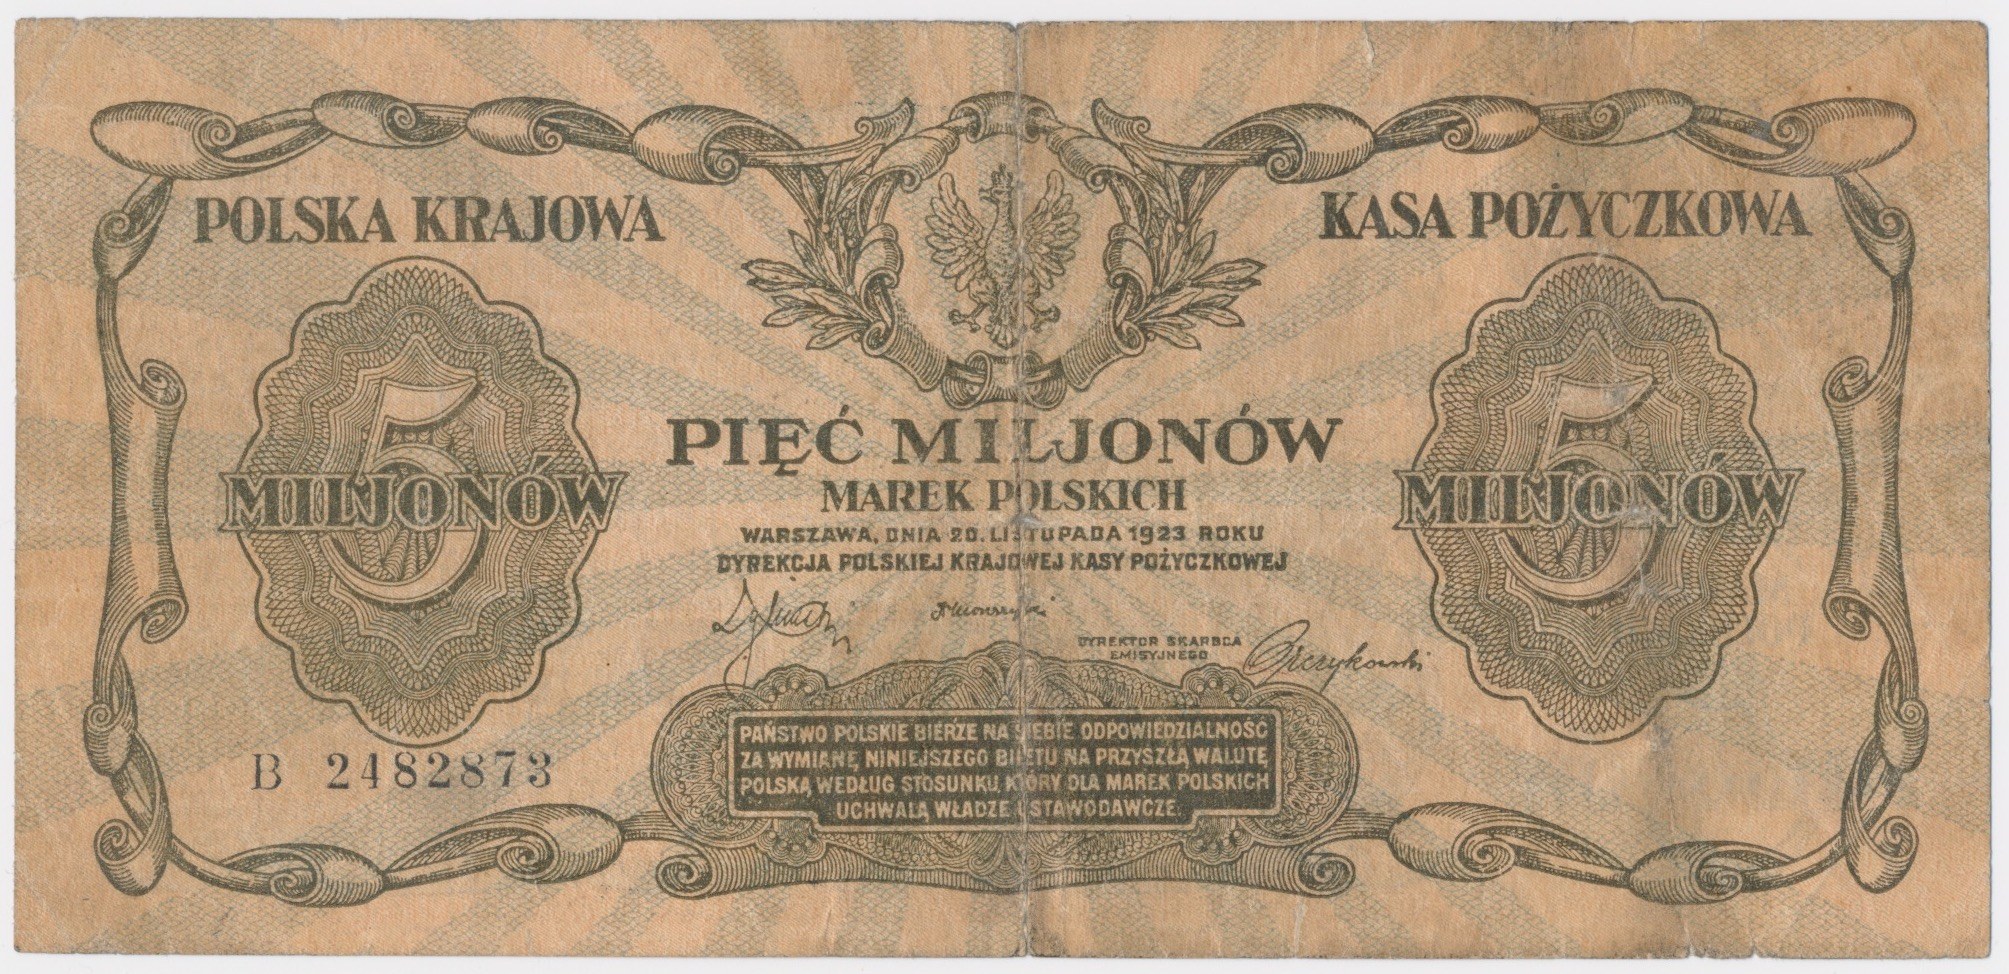 POLSKA KRAJOWA KASA POŻYCZKOWA
5 MILJONÓW
PIĘĆ MILJONÓW
MAREK POLSKICH
WARSZAWA, DNIA 20. LISTOPADA 1923 ROKU
DYREKCJA POLSKIEJ KRAJOWEJ KASY POŻYCZKOWEJ
DYREKTOR SKARBCA
EMISYJNEGO
5 MILJONÓW
B 2482873
PAŃSTWO POLSKIE BIERZE NA SIEBIE ODPOWIEDZIALNOŚĆ
ZA WYMIANĘ NINIEJSZEGO BILETU NA PRZYSZŁĄ WALUTĘ
POLSKĄ WEDŁUG STOSUNKU, KTÓRY DLA MAREK POLSKICH
UCHWALĄ WŁADZE USTAWODAWCZE.